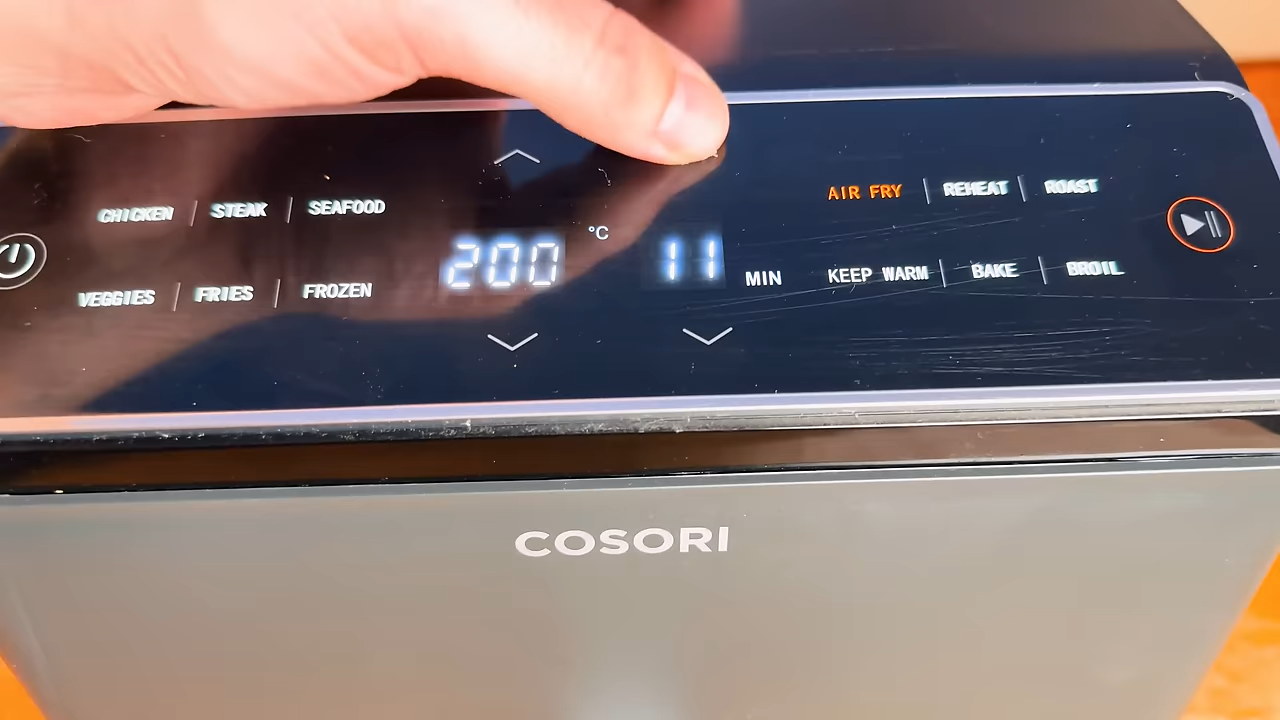 CHICKEN STEAK SEAFOOD
VEGGIES FRIES FROZEN
200 °C
11 MIN
AIR FRY REHEAT ROAST
KEEP WARM BAKE BROIL
COSORI